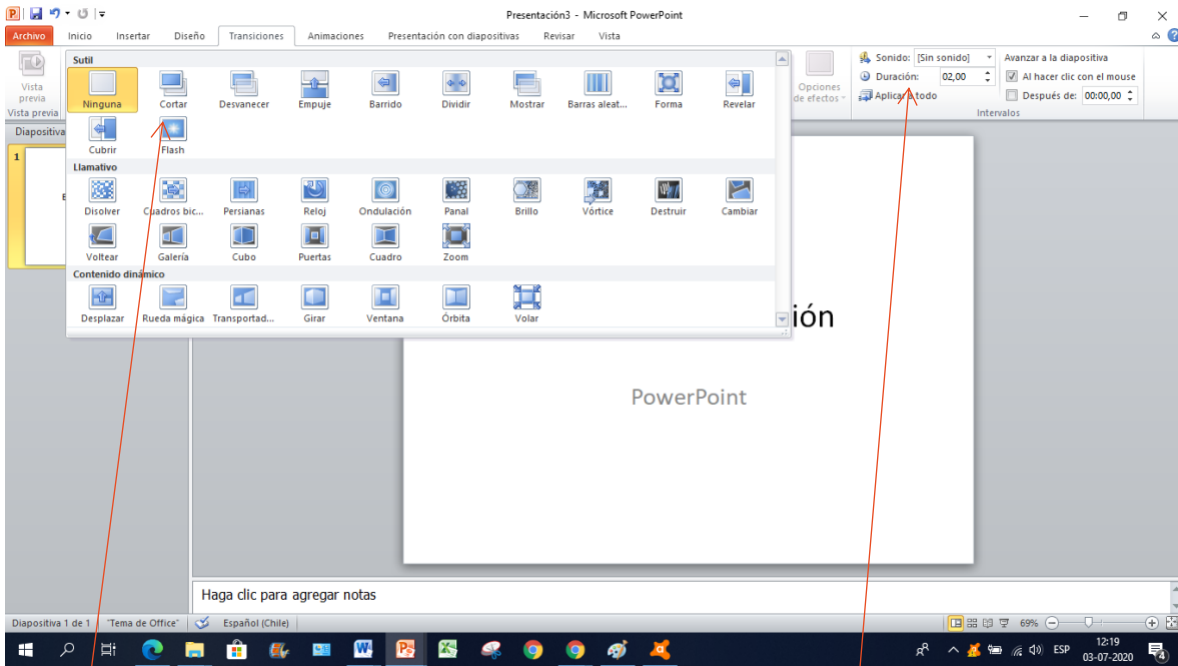 Presentación3 - Microsoft PowerPoint
Archivo Inicio Insertar Diseño Transiciones Animaciones Presentación con diapositivas Revisar Vista
Vista previa
Vista previa
Sutil
Ninguna Cortar Desvanecer Empuje Barrido Dividir Mostrar Barras aleat... Forma Revelar
Cubrir Flash
Llamativo
Disolver Cuadros bic... Persianas Reloj Ondulación Panal Brillo Vórtice Destruir Cambiar
Voltear Galería Cubo Puertas Cuadro Zoom
Contenido dinámico
Desplazar Rueda mágica Transportad... Girar Ventana Órbita Volar
Opciones de efectos
Sonido: [Sin sonido]
Duración: 02,00
Aplicar a todo
Avanzar a la diapositiva
Al hacer clic con el mouse
Después de: 00:00,00
Intervalos
Diapositiva
1
ión
PowerPoint
Haga clic para agregar notas
Diapositiva 1 de 1 "Tema de Office" Español (Chile) 69%
ESP 12:19
03-07-2020
4